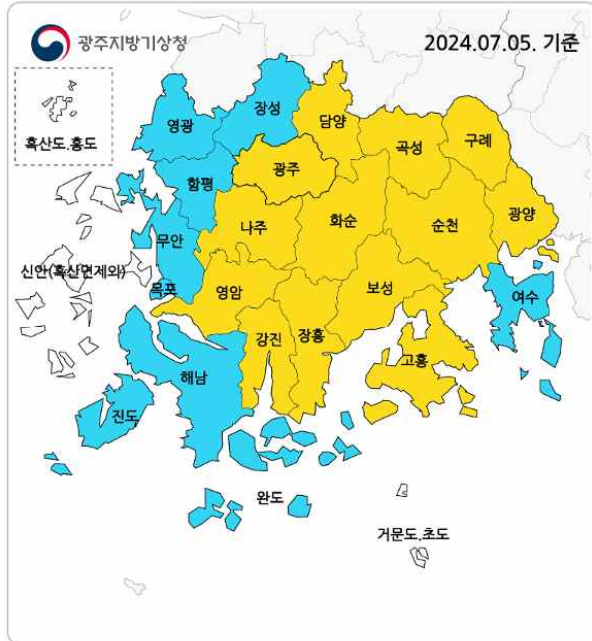 광주지방기상청
2024.07.05. 기준
흑산도.홍도
영광
장성
담양
곡성
구례
함평
광주
나주
화순
순천
광양
무안
신안(흑산면제외)
목포
영암
보성
여수
강진
장흥
고흥
해남
진도
완도
거문도.초도